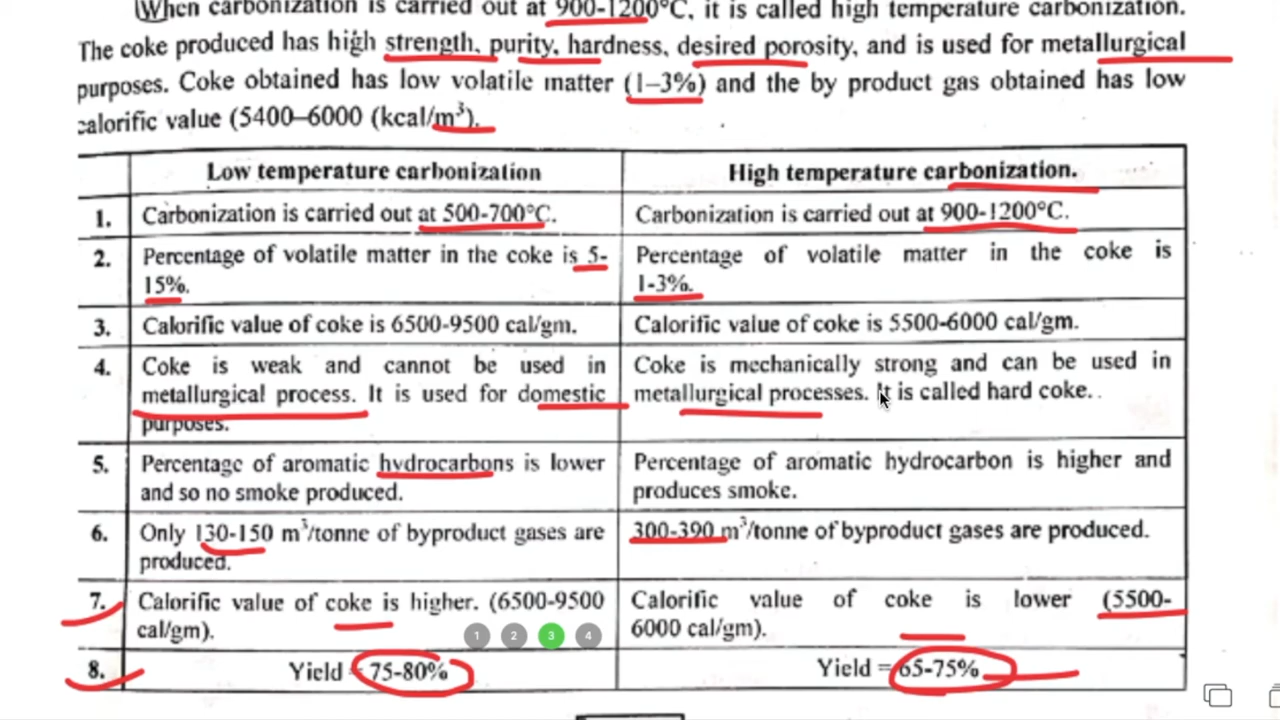 When carbonization is carried out at 900-1200°C, it is called high temperature carbonization.
The coke produced has high strength, purity, hardness, desired porosity, and is used for metallurgical
purposes. Coke obtained has low volatile matter (1–3%) and the by product gas obtained has low
calorific value (5400–6000 (kcal/m³).
Low temperature carbonization
High temperature carbonization.
1. Carbonization is carried out at 500-700°C.
Carbonization is carried out at 900-1200°C.
2. Percentage of volatile matter in the coke is 5-
15%.
Percentage of volatile matter in the coke is
1-3%.
3. Calorific value of coke is 6500-9500 cal/gm.
Calorific value of coke is 5500-6000 cal/gm.
4. Coke is weak and cannot be used in
metallurgical process. It is used for domestic
purposes.
Coke is mechanically strong and can be used in
metallurgical processes. It is called hard coke..
5. Percentage of aromatic hydrocarbons is lower
and so no smoke produced.
Percentage of aromatic hydrocarbon is higher and
produces smoke.
6. Only 130-150 m³/tonne of byproduct gases are
produced.
300-390 m³/tonne of byproduct gases are produced.
7. Calorific value of coke is higher. (6500-9500
cal/gm).
Calorific value of coke is lower (5500-
6000 cal/gm).
1 2 3 4
8. Yield = 75-80%
Yield = 65-75%